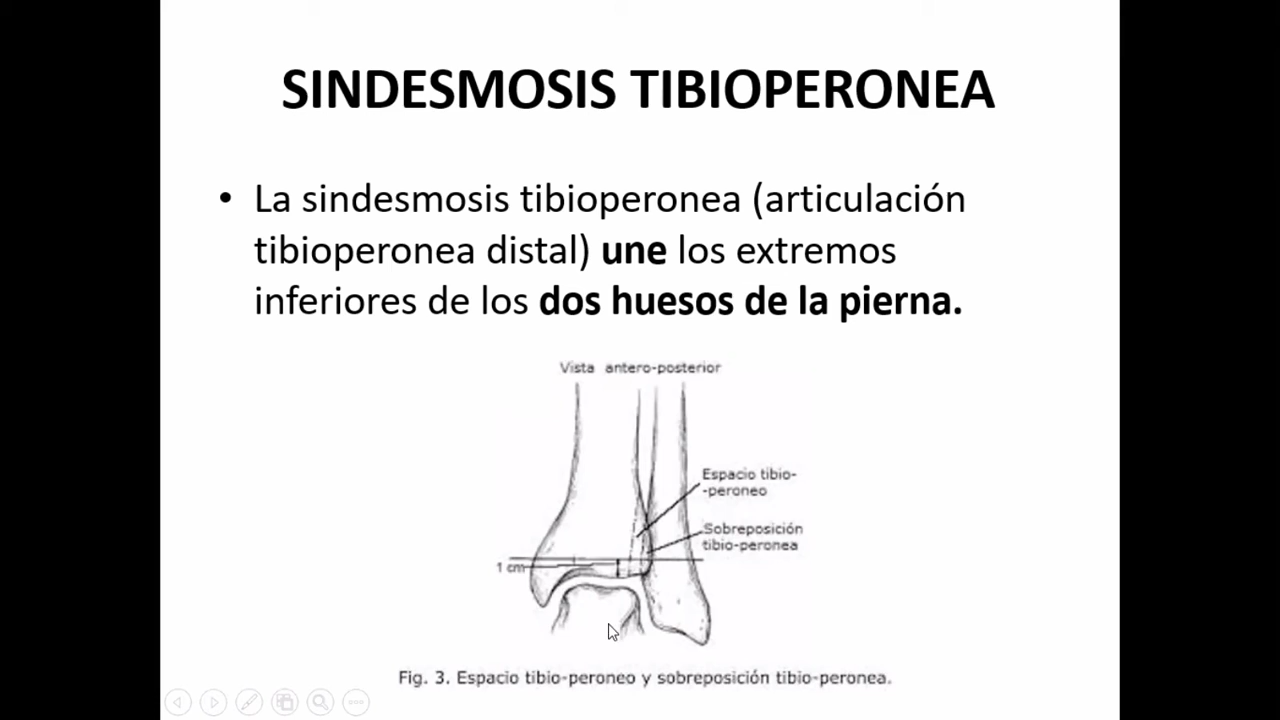 SINDESMOSIS TIBIOPERONEA
• La sindesmosis tibioperonea (articulación
tibioperonea distal) une los extremos
inferiores de los dos huesos de la pierna.
Vista antero-posterior
Espacio tibio-
-peroneo
Sobreposición
tibio-peronea
1 cm
Fig. 3. Espacio tibio-peroneo y sobreposición tibio-peronea.